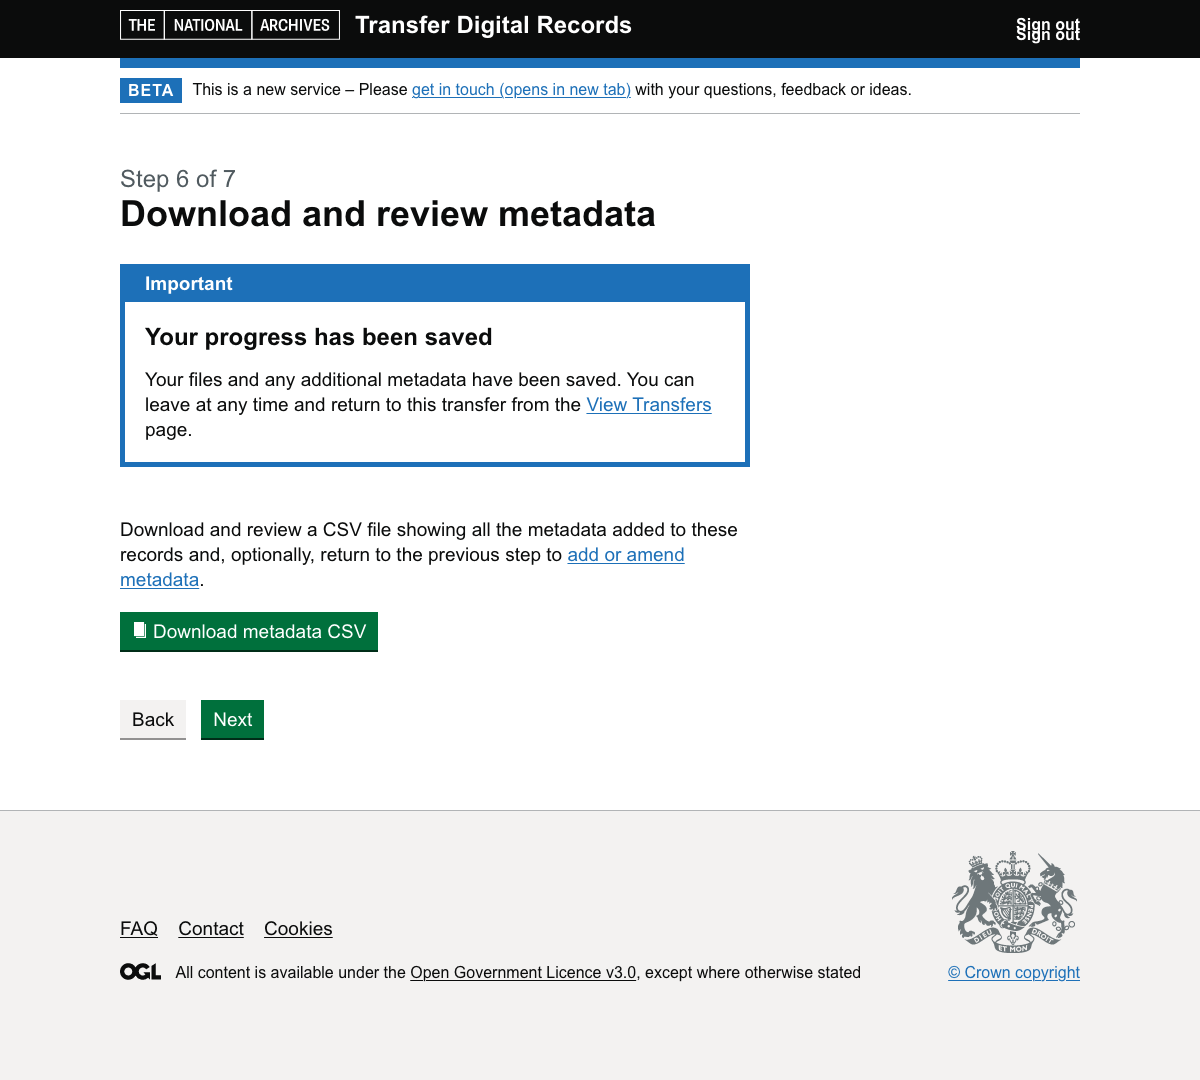 THE NATIONAL ARCHIVES Transfer Digital Records
Sign out
Sign out
BETA This is a new service – Please get in touch (opens in new tab) with your questions, feedback or ideas.
Step 6 of 7
Download and review metadata
Important
Your progress has been saved
Your files and any additional metadata have been saved. You can
leave at any time and return to this transfer from the View Transfers
page.
Download and review a CSV file showing all the metadata added to these
records and, optionally, return to the previous step to add or amend
metadata.
Download metadata CSV
Back Next
FAQ Contact Cookies
DIEU ET MON DROIT
OGL All content is available under the Open Government Licence v3.0, except where otherwise stated
© Crown copyright